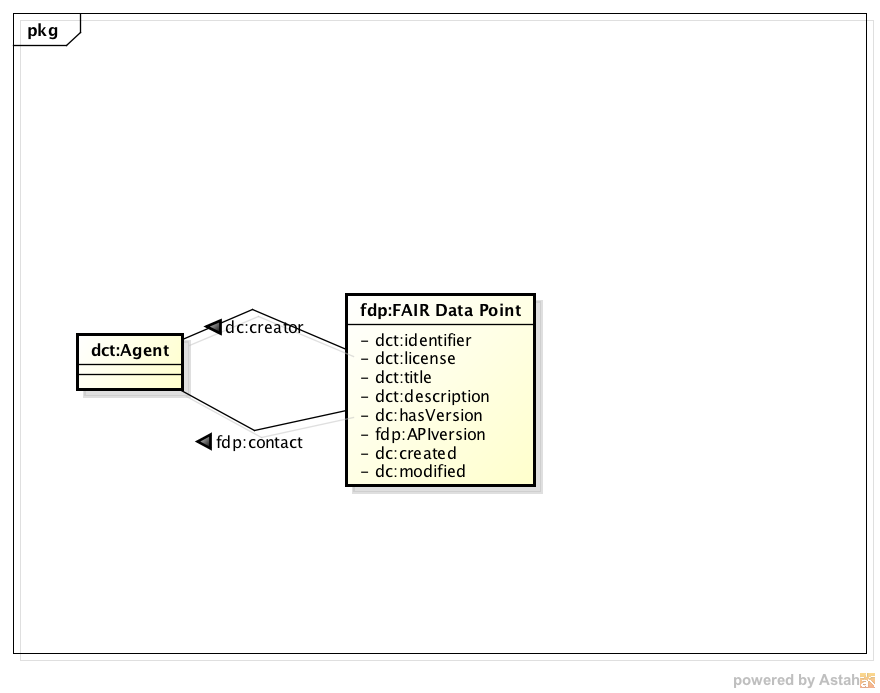 pkg
dc:creator
dct:Agent
fdp:contact
fdp:FAIR Data Point
- dct:identifier
- dct:license
- dct:title
- dct:description
- dc:hasVersion
- fdp:APIversion
- dc:created
- dc:modified
powered by Astah